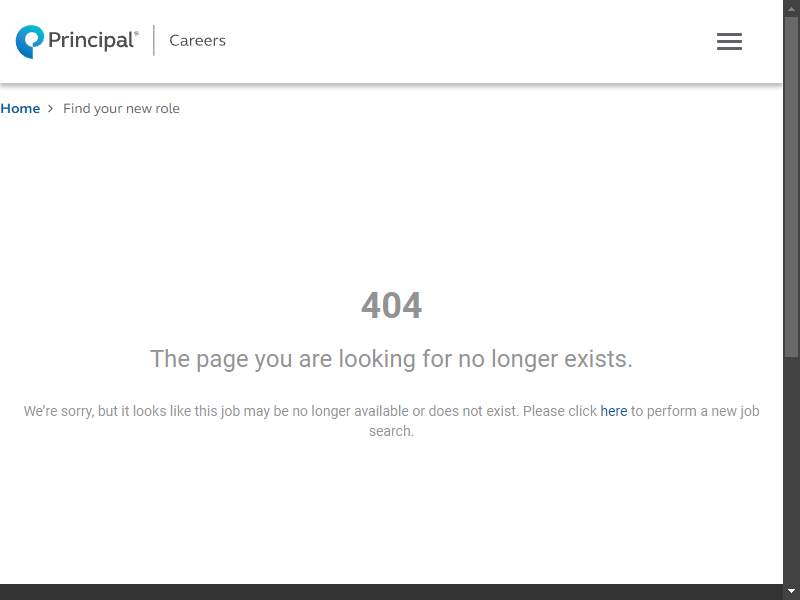 Principal®
Careers
Home > Find your new role
404
The page you are looking for no longer exists.
We're sorry, but it looks like this job may be no longer available or does not exist. Please click here to perform a new job
search.